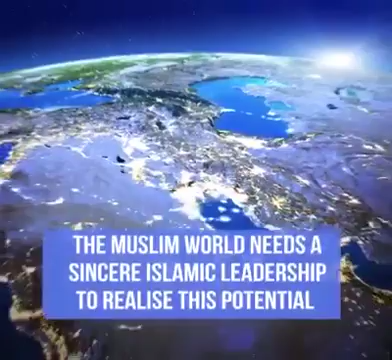 THE MUSLIM WORLD NEEDS A
SINCERE ISLAMIC LEADERSHIP
TO REALISE THIS POTENTIAL